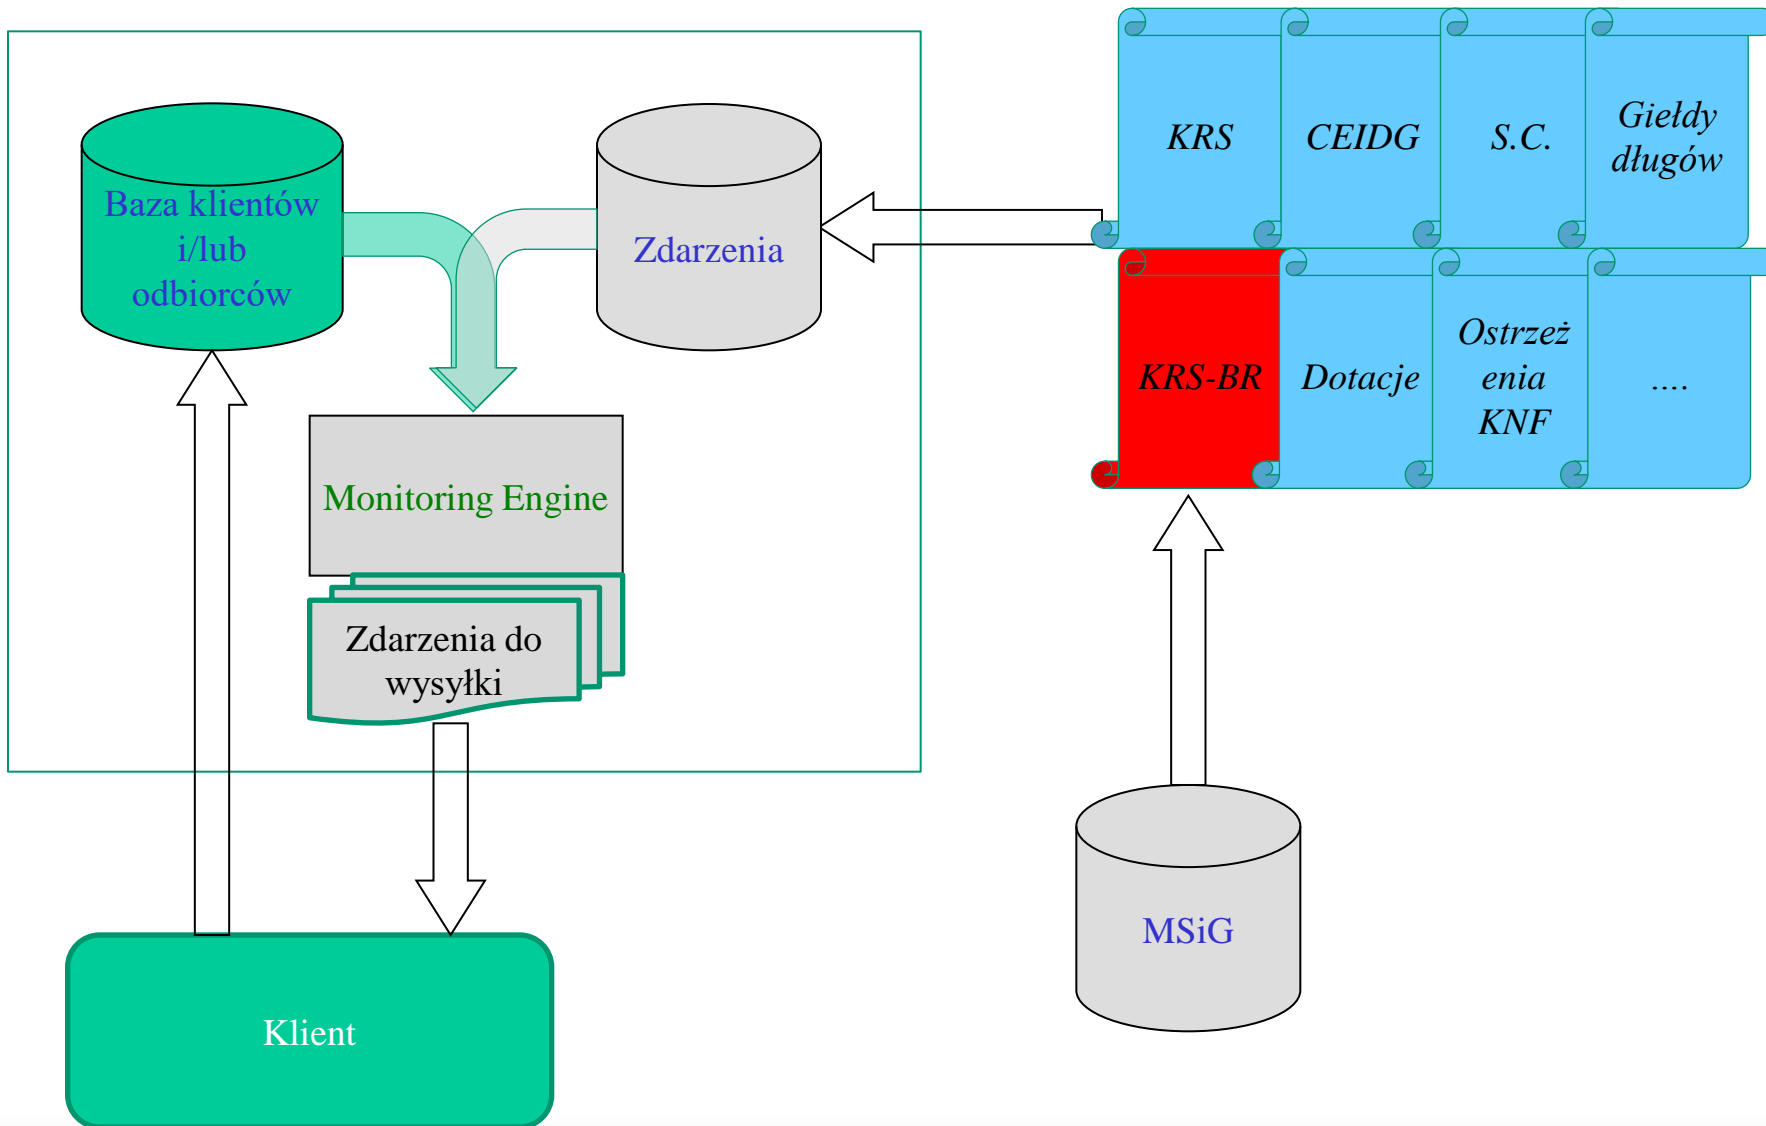 Baza klientów
i/lub
odbiorców
Zdarzenia
KRS
CEIDG
S.C.
Giełdy
długów
KRS-BR
Dotacje
Ostrzeż
enia
KNF
....
Monitoring Engine
Zdarzenia do
wysyłki
MSiG
Klient